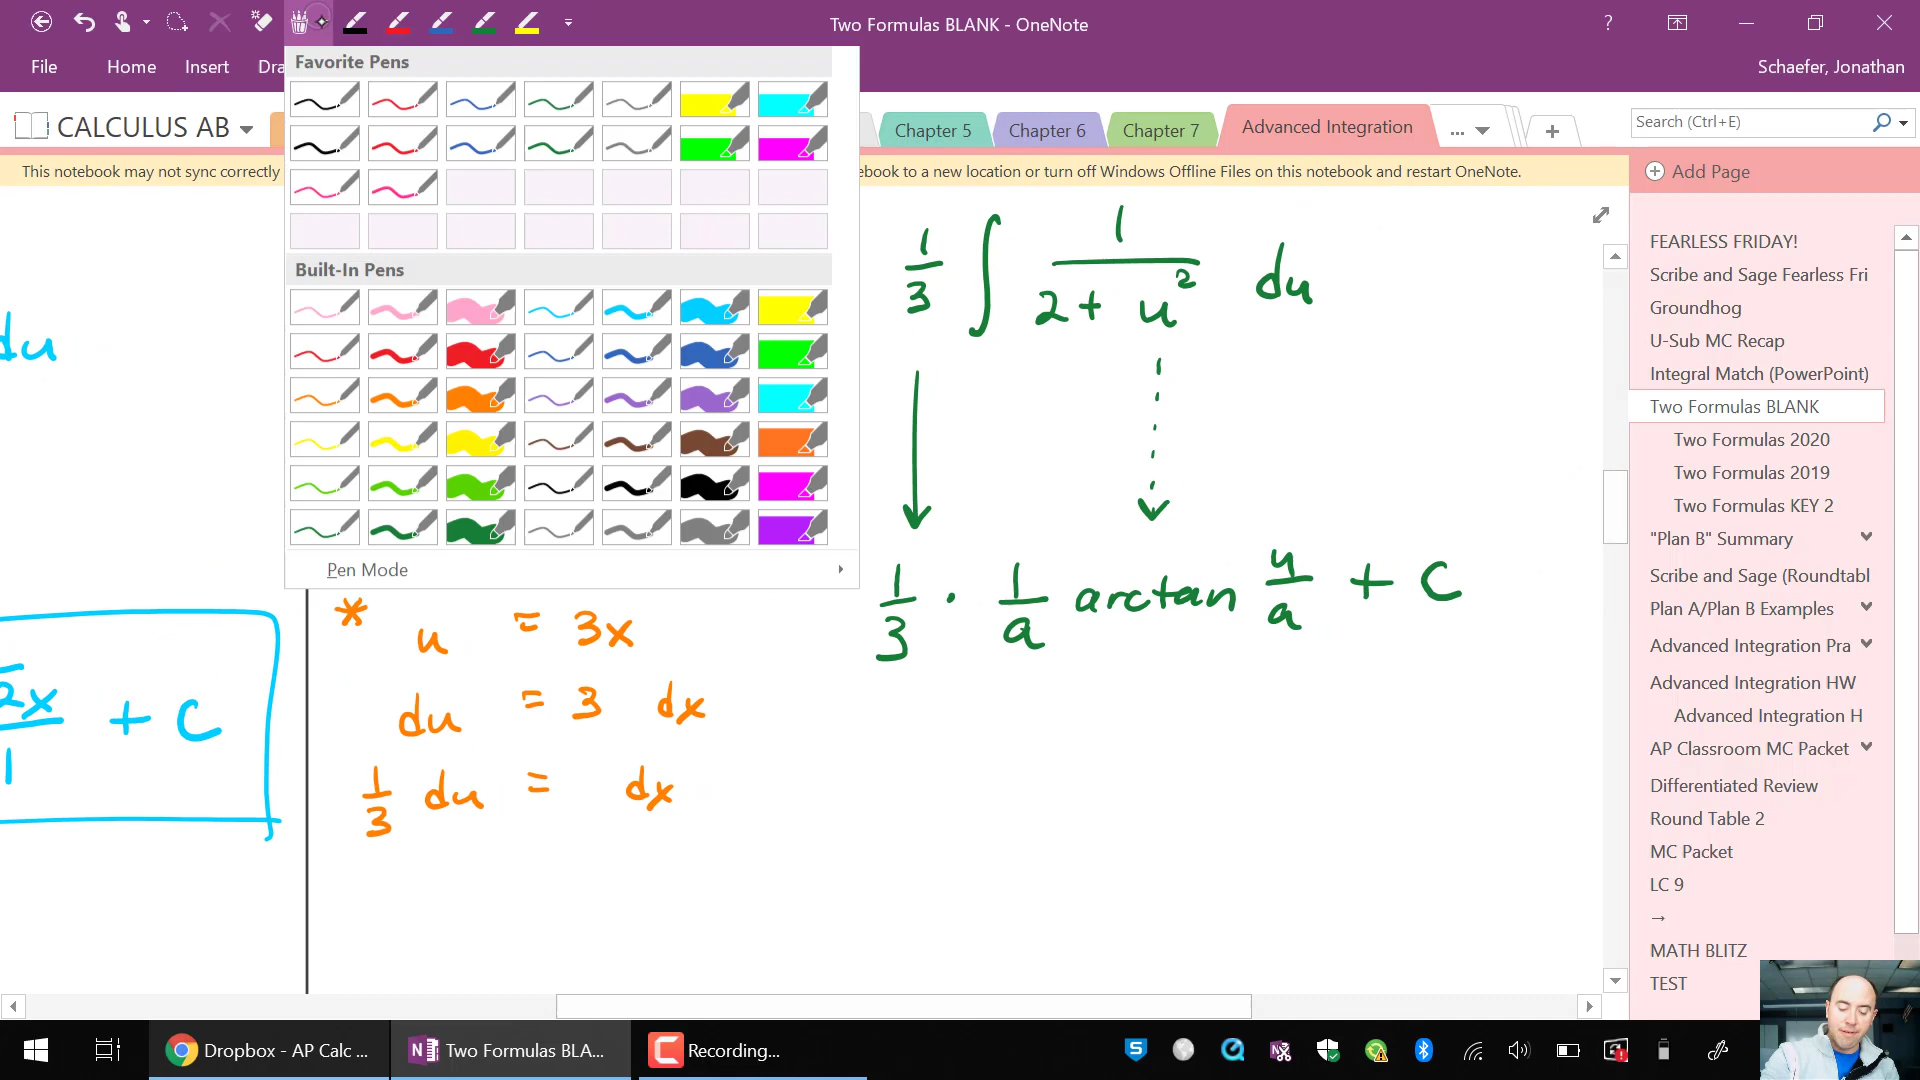 Two Formulas BLANK - OneNote
?
File
Home
Insert
Dra
Schaefer, Jonathan
CALCULUS AB
Chapter 5
Chapter 6
Chapter 7
Advanced Integration
...
Search (Ctrl+E)
This notebook may not sync correctly
ebook to a new location or turn off Windows Offline Files on this notebook and restart OneNote.
Add Page
Favorite Pens
Built-In Pens
Pen Mode
FEARLESS FRIDAY!
Scribe and Sage Fearless Fri
Groundhog
U-Sub MC Recap
Integral Match (PowerPoint)
Two Formulas BLANK
Two Formulas 2020
Two Formulas 2019
Two Formulas KEY 2
"Plan B" Summary
Scribe and Sage (Roundtabl
Plan A/Plan B Examples
Advanced Integration Pra
Advanced Integration HW
Advanced Integration H
AP Classroom MC Packet
Differentiated Review
Round Table 2
MC Packet
LC 9
→
MATH BLITZ
TEST
du
√2x/1 + C
1/3 ∫ 1/(2 + u²) du
1/3 · 1/a arctan u/a + C
* u = 3x
du = 3 dx
1/3 du = dx
Dropbox - AP Calc ...
Two Formulas BLA...
Recording...